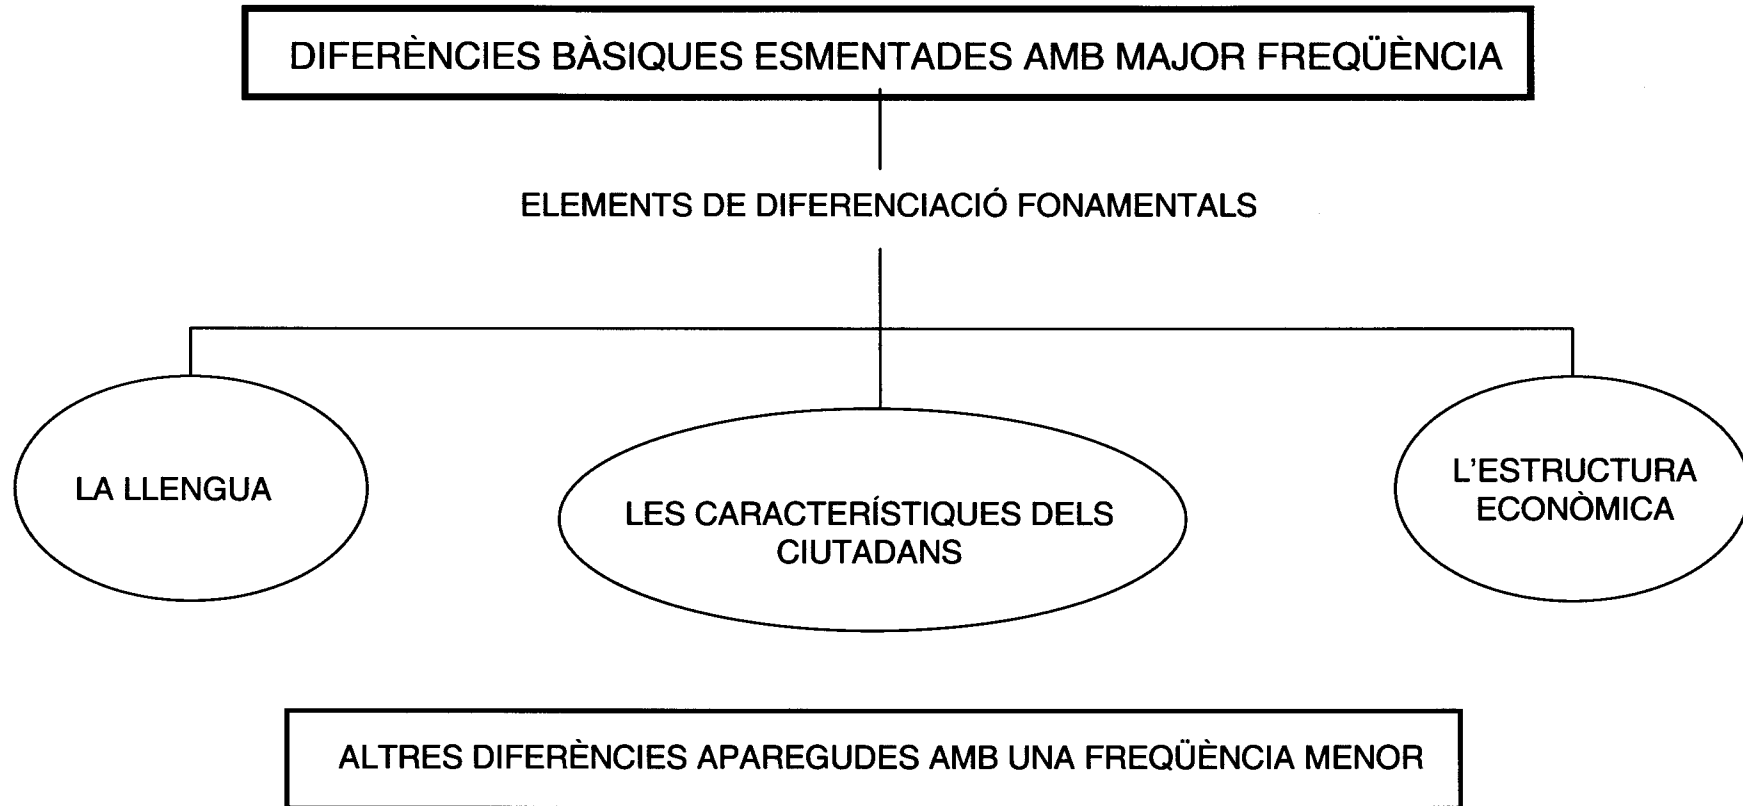 DIFERÈNCIES BÀSIQUES ESMENTADES AMB MAJOR FREQÜÈNCIA
ELEMENTS DE DIFERENCIACIÓ FONAMENTALS
LA LLENGUA
LES CARACTERÍSTIQUES DELS
CIUTADANS
L'ESTRUCTURA
ECONÒMICA
ALTRES DIFERÈNCIES APAREGUDES AMB UNA FREQÜÈNCIA MENOR